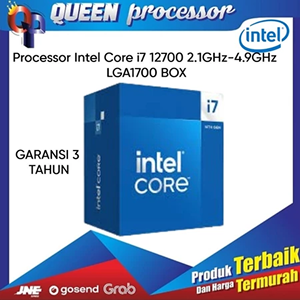 QUEEN processor
intel
Processor Intel Core i7 12700 2.1GHz-4.9GHz
LGA1700 BOX
i7
GARANSI 3
TAHUN
intel
CORE
Produk Terbaik
Dan Harga Termurah
JNE gosend Grab